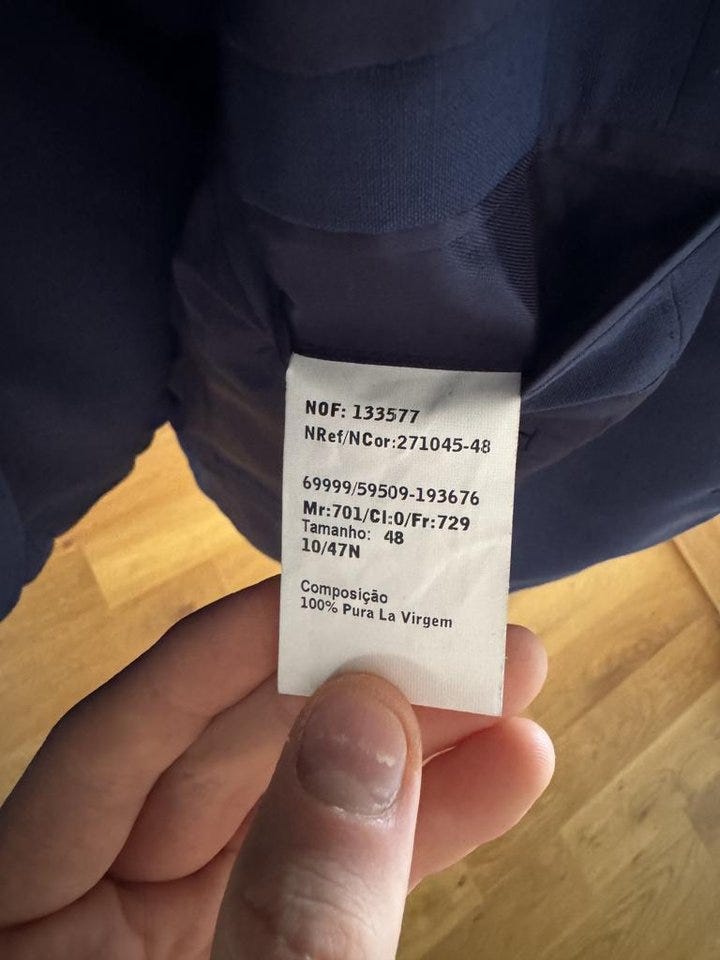 NOF: 133577
NRef/NCor:271045-48
69999/59509-193676
Mr:701/Cl:0/Fr:729
Tamanho: 48
10/47N
Composição
100% Pura La Virgem